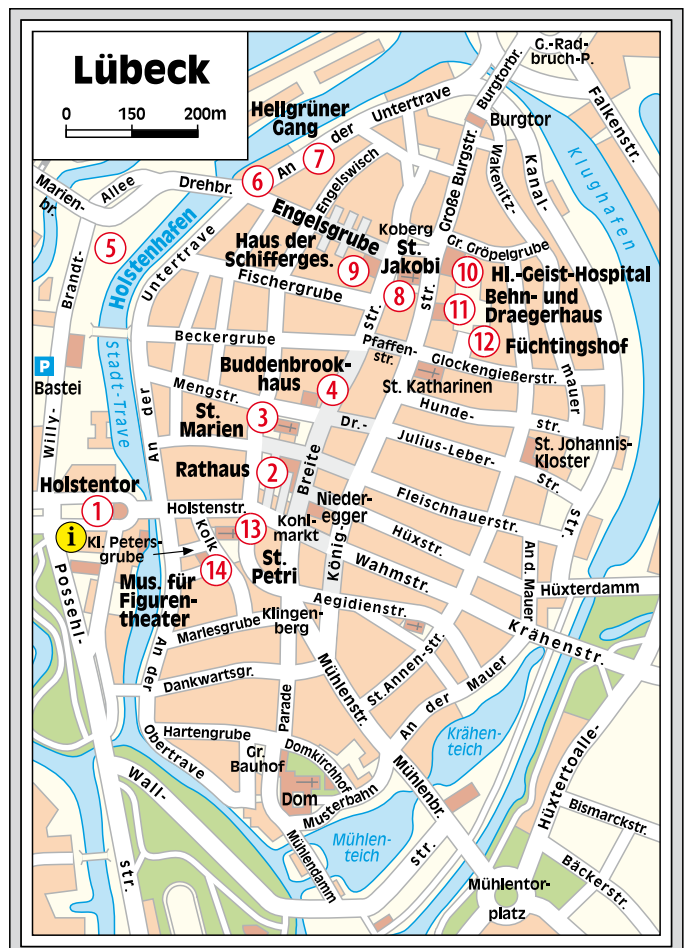 Lübeck
0 150 200m
G.-Rad-
bruch-P.
Burgtorbr.
Falkenstr.
Burgtor
Klughafen
Hellgrüner
Gang
An der Untertrave
7
6
Engelswisch
Große Burgstr.
Wakenitz-
mauer
Kanal-
str.
Marien-
br.
Allee
Drehbr.
5
Brandt-
Willy-
Holstenhafen
Untertrave
An der
Engelsgrube
Koberg
St.
Jakobi
Gr. Gröpelgrube
Haus der
Schifferges.
9
8
10
Hl.-Geist-Hospital
11
Behn- und
Draegerhaus
12
Füchtingshof
Fischergrube
str.
str.
Beckergrube
Pfaffen-
str.
Glockengießerstr.
P
Bastei
Stadt-Trave
Buddenbrook-
haus
4
St. Katharinen
Mengstr.
3
St.
Marien
Dr.-
Julius-Leber-
Str.
Hunde-
str.
St. Johannis-
Kloster
Rathaus
2
Breite
Holstentor
1
i
Holstenstr.
13
Kohl-
markt
Nieder-
egger
König-
Fleischhauerstr.
Hüxstr.
Wahmstr.
An d. Mauer
Hüxterdamm
Kl. Peters-
grube
Kolk
14
St.
Petri
Mus. für
Figuren-
theater
Possehl-
str.
Aegidienstr.
Krähenstr.
Marlesgrube
Klingen-
berg
An der
Obertrave
Dankwartsgr.
Mühlenstr.
St.Annen-str.
An der Mauer
Krähen-
teich
Hartengrube
Parade
Gr.
Bauhof
Domkirchhof
Dom
Musterbahn
Mühlenbr.
Hüxtertoallee-
Wall-
str.
Mühlen-
teich
Mühlendamm
Bismarckstr.
Bäckerstr.
Mühlentor-
platz